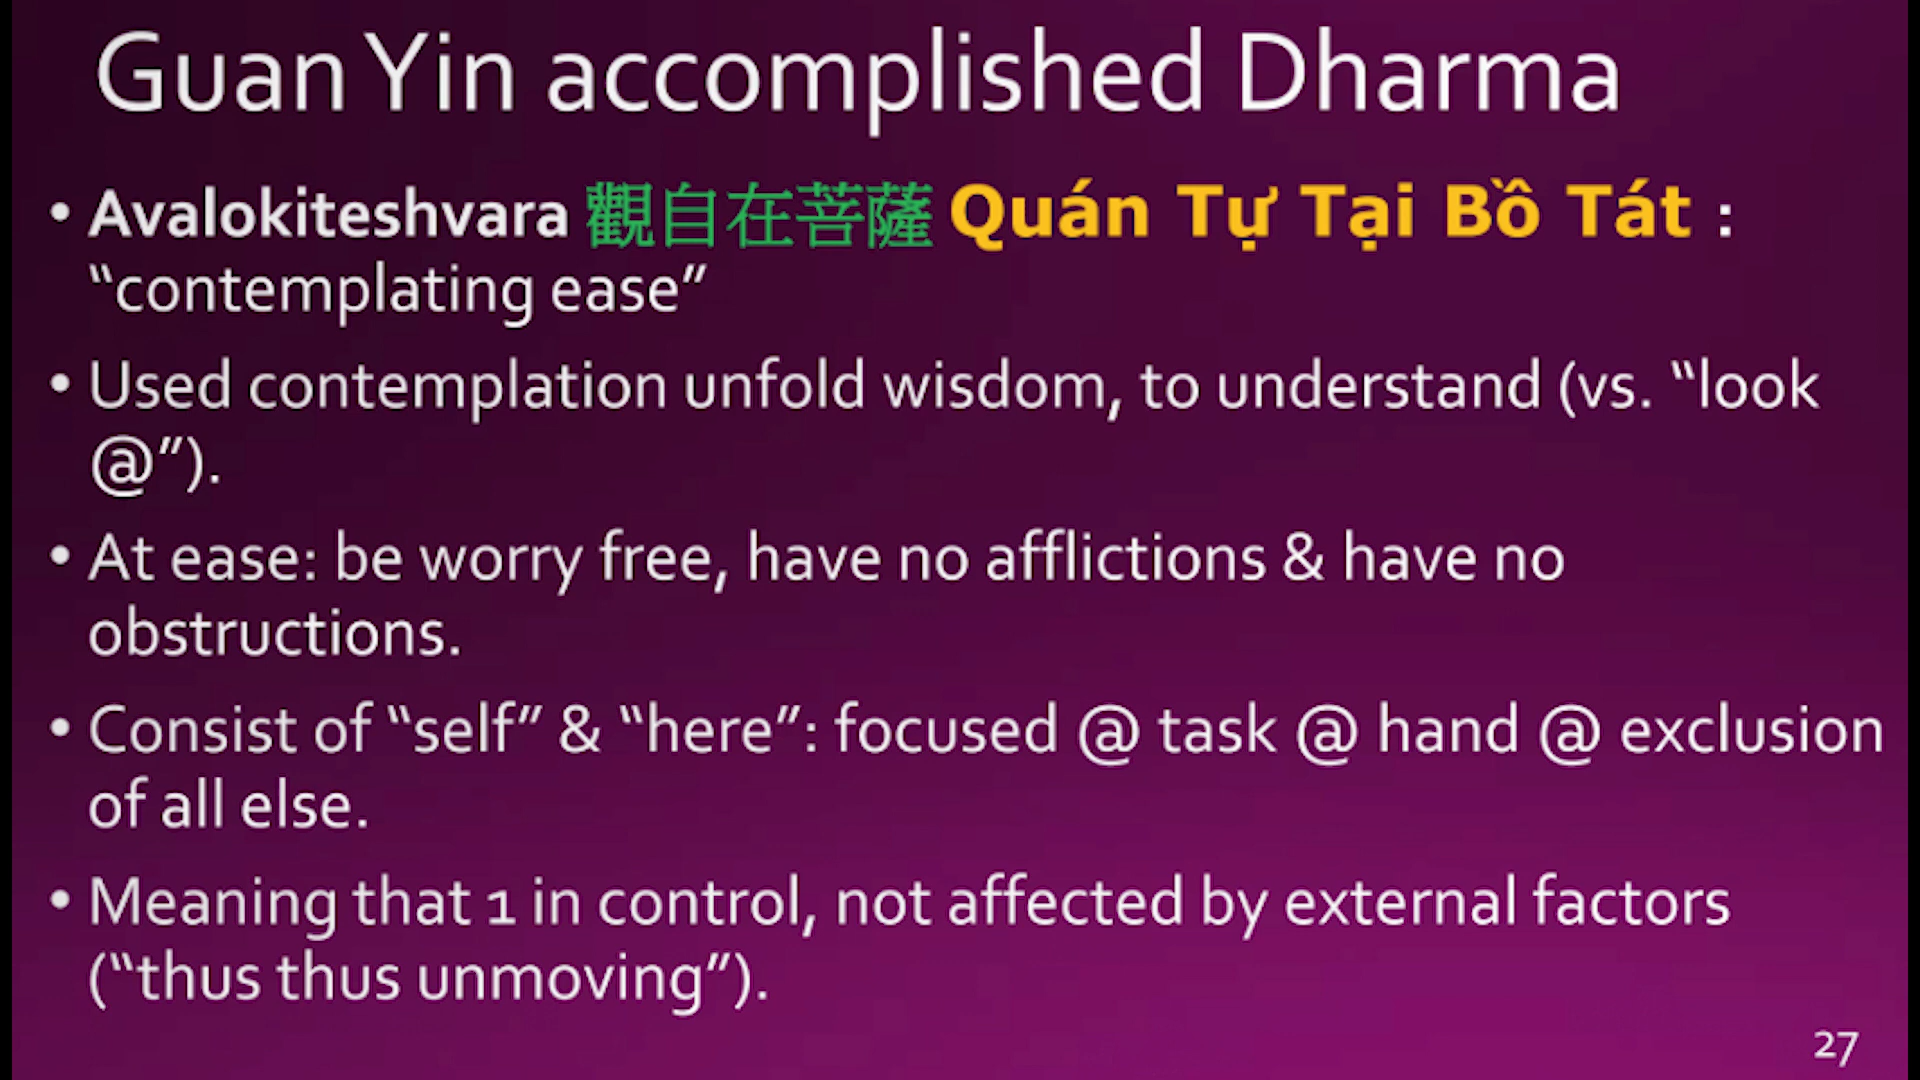 Guan Yin accomplished Dharma
• Avalokiteshvara 觀自在菩薩 Quán Tự Tại Bồ Tát :
“contemplating ease”
• Used contemplation unfold wisdom, to understand (vs. “look
@”).
• At ease: be worry free, have no afflictions & have no
obstructions.
• Consist of “self” & “here”: focused @ task @ hand @ exclusion
of all else.
• Meaning that 1 in control, not affected by external factors
(“thus thus unmoving”).
27